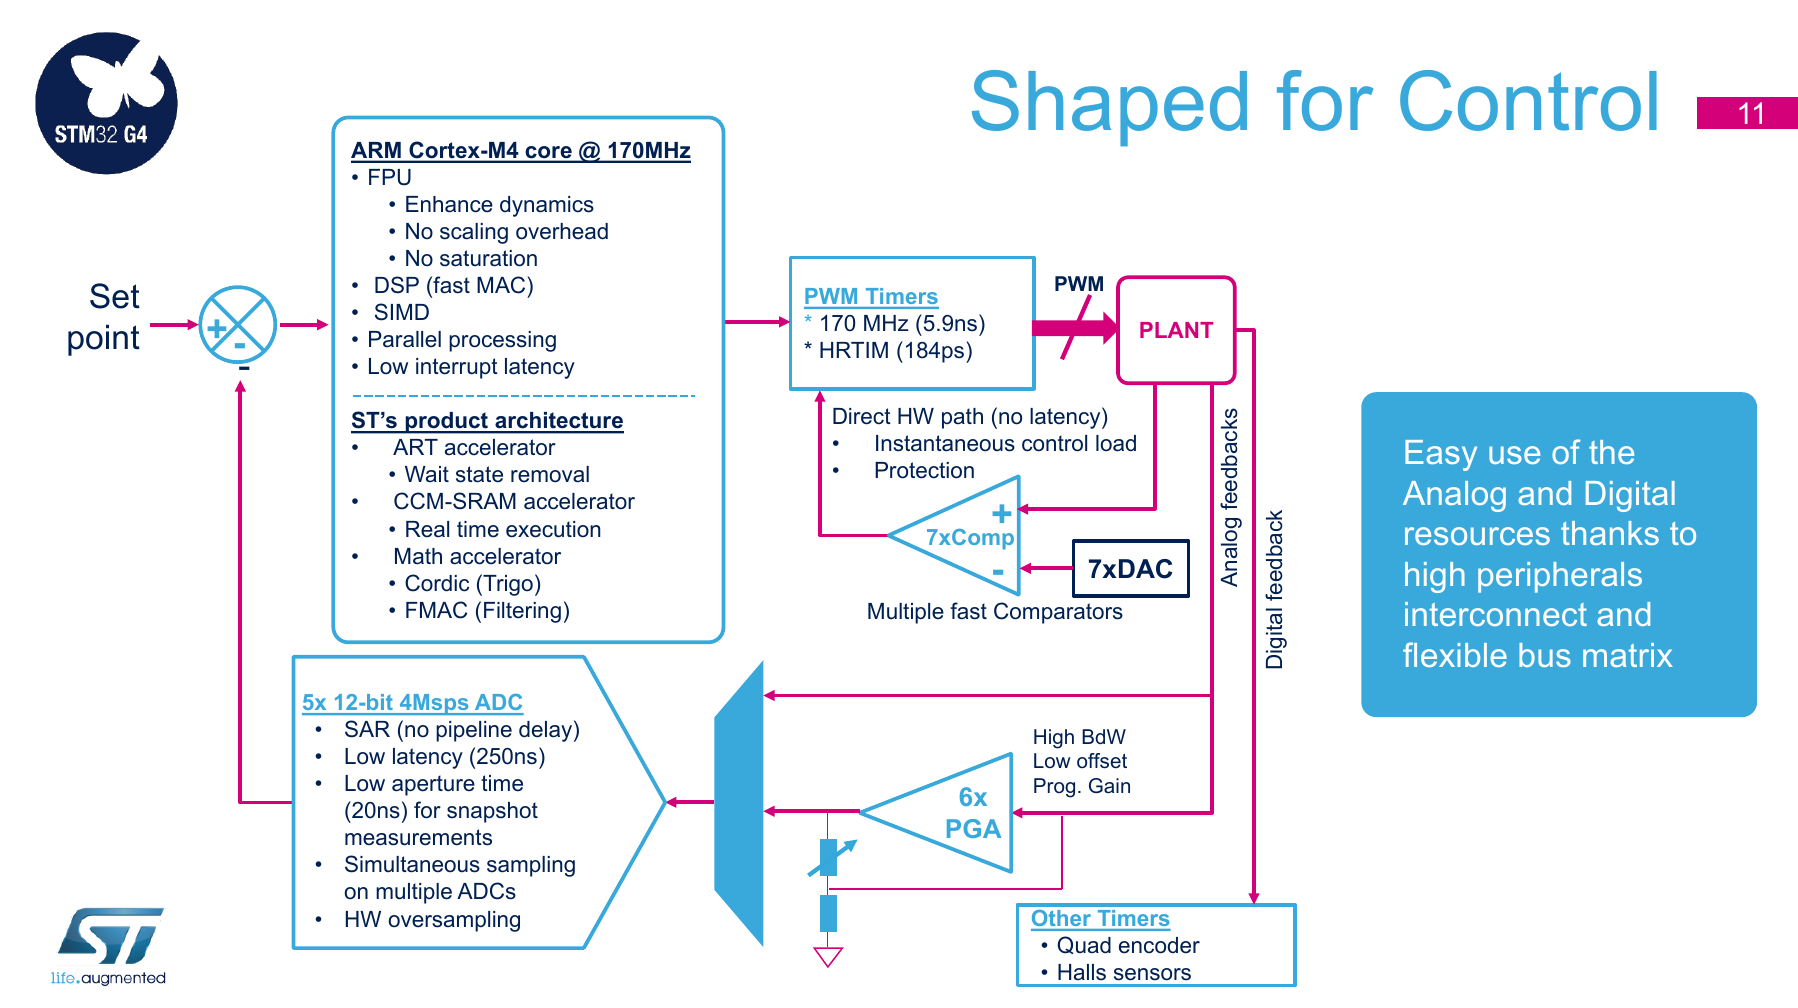 STM32 G4
Shaped for Control
11
ARM Cortex-M4 core @ 170MHz
• FPU
• Enhance dynamics
• No scaling overhead
• No saturation
• DSP (fast MAC)
• SIMD
• Parallel processing
• Low interrupt latency
ST’s product architecture
• ART accelerator
• Wait state removal
• CCM-SRAM accelerator
• Real time execution
• Math accelerator
• Cordic (Trigo)
• FMAC (Filtering)
Set
point
+
-
-
PWM Timers
* 170 MHz (5.9ns)
* HRTIM (184ps)
PWM
PLANT
Direct HW path (no latency)
• Instantaneous control load
• Protection
+
7xComp
-
7xDAC
Multiple fast Comparators
Analog feedbacks
Digital feedback
Easy use of the
Analog and Digital
resources thanks to
high peripherals
interconnect and
flexible bus matrix
5x 12-bit 4Msps ADC
• SAR (no pipeline delay)
• Low latency (250ns)
• Low aperture time
(20ns) for snapshot
measurements
• Simultaneous sampling
on multiple ADCs
• HW oversampling
High BdW
Low offset
Prog. Gain
6x
PGA
Other Timers
• Quad encoder
• Halls sensors
ST
life.augmented